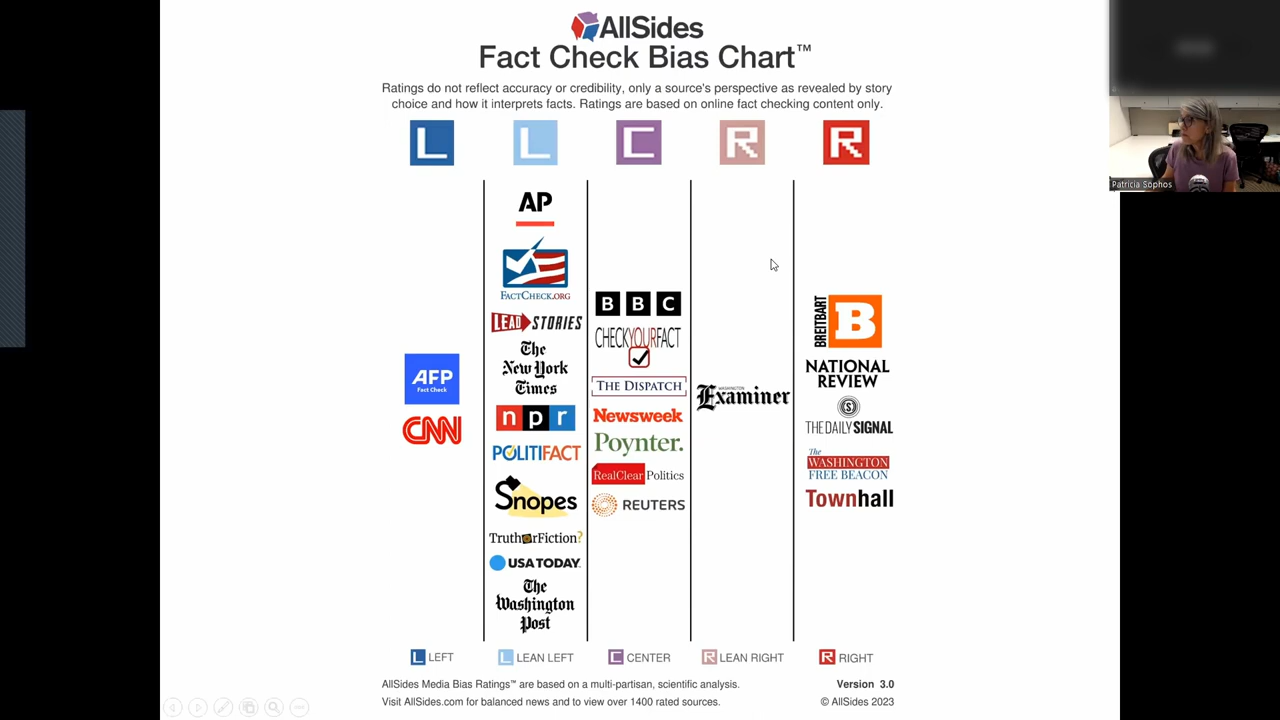 AllSides
Fact Check Bias Chart™
Ratings do not reflect accuracy or credibility, only a source's perspective as revealed by story
choice and how it interprets facts. Ratings are based on online fact checking content only.
L
L
C
R
R
AFP
Fact Check
CNN
AP
FACTCHECK.ORG
LEAD STORIES
The
New York
Times
npr
POLITIFACT
Snopes
TruthorFiction?
USA TODAY
The
Washington
Post
BBC
CHECKYOURFACT
THE DISPATCH
Newsweek
Poynter.
RealClear Politics
REUTERS
WASHINGTON
Examiner
BREITBART
B
NATIONAL
REVIEW
S
THE DAILY SIGNAL
The
WASHINGTON
FREE BEACON
Townhall
L LEFT
L LEAN LEFT
C CENTER
R LEAN RIGHT
R RIGHT
AllSides Media Bias Ratings™ are based on a multi-partisan, scientific analysis.
Version 3.0
Visit AllSides.com for balanced news and to view over 1400 rated sources.
© AllSides 2023
Patricia Sophos